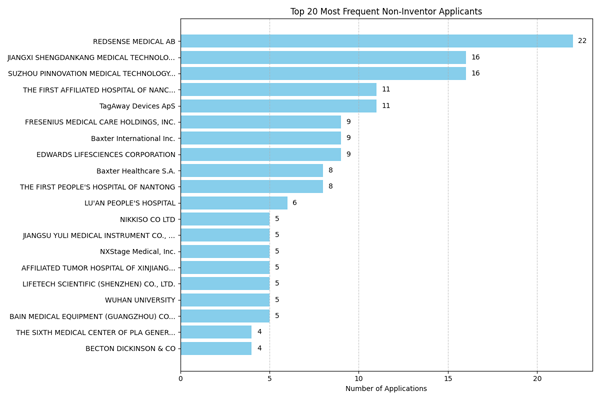 Top 20 Most Frequent Non-Inventor Applicants
REDSENSE MEDICAL AB 22
JIANGXI SHENGDANKANG MEDICAL TECHNOLO... 16
SUZHOU PINNOVATION MEDICAL TECHNOLOGY... 16
THE FIRST AFFILIATED HOSPITAL OF NANC... 11
TagAway Devices ApS 11
FRESENIUS MEDICAL CARE HOLDINGS, INC. 9
Baxter International Inc. 9
EDWARDS LIFESCIENCES CORPORATION 9
Baxter Healthcare S.A. 8
THE FIRST PEOPLE'S HOSPITAL OF NANTONG 8
LU'AN PEOPLE'S HOSPITAL 6
NIKKISO CO LTD 5
JIANGSU YULI MEDICAL INSTRUMENT CO., ... 5
NXStage Medical, Inc. 5
AFFILIATED TUMOR HOSPITAL OF XINJIANG... 5
LIFETECH SCIENTIFIC (SHENZHEN) CO., LTD. 5
WUHAN UNIVERSITY 5
BAIN MEDICAL EQUIPMENT (GUANGZHOU) CO... 5
THE SIXTH MEDICAL CENTER OF PLA GENER... 4
BECTON DICKINSON & CO 4
0 5 10 15 20
Number of Applications